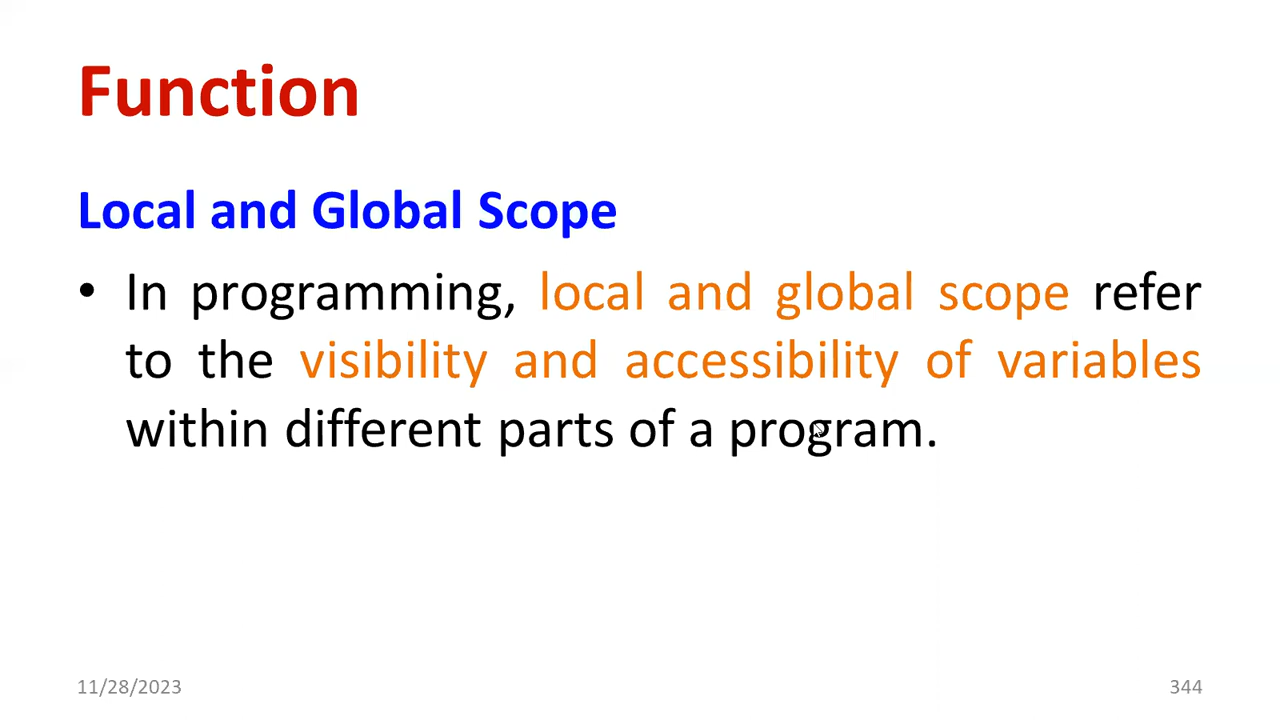 Function
Local and Global Scope
• In programming, local and global scope refer
to the visibility and accessibility of variables
within different parts of a program.
11/28/2023
344